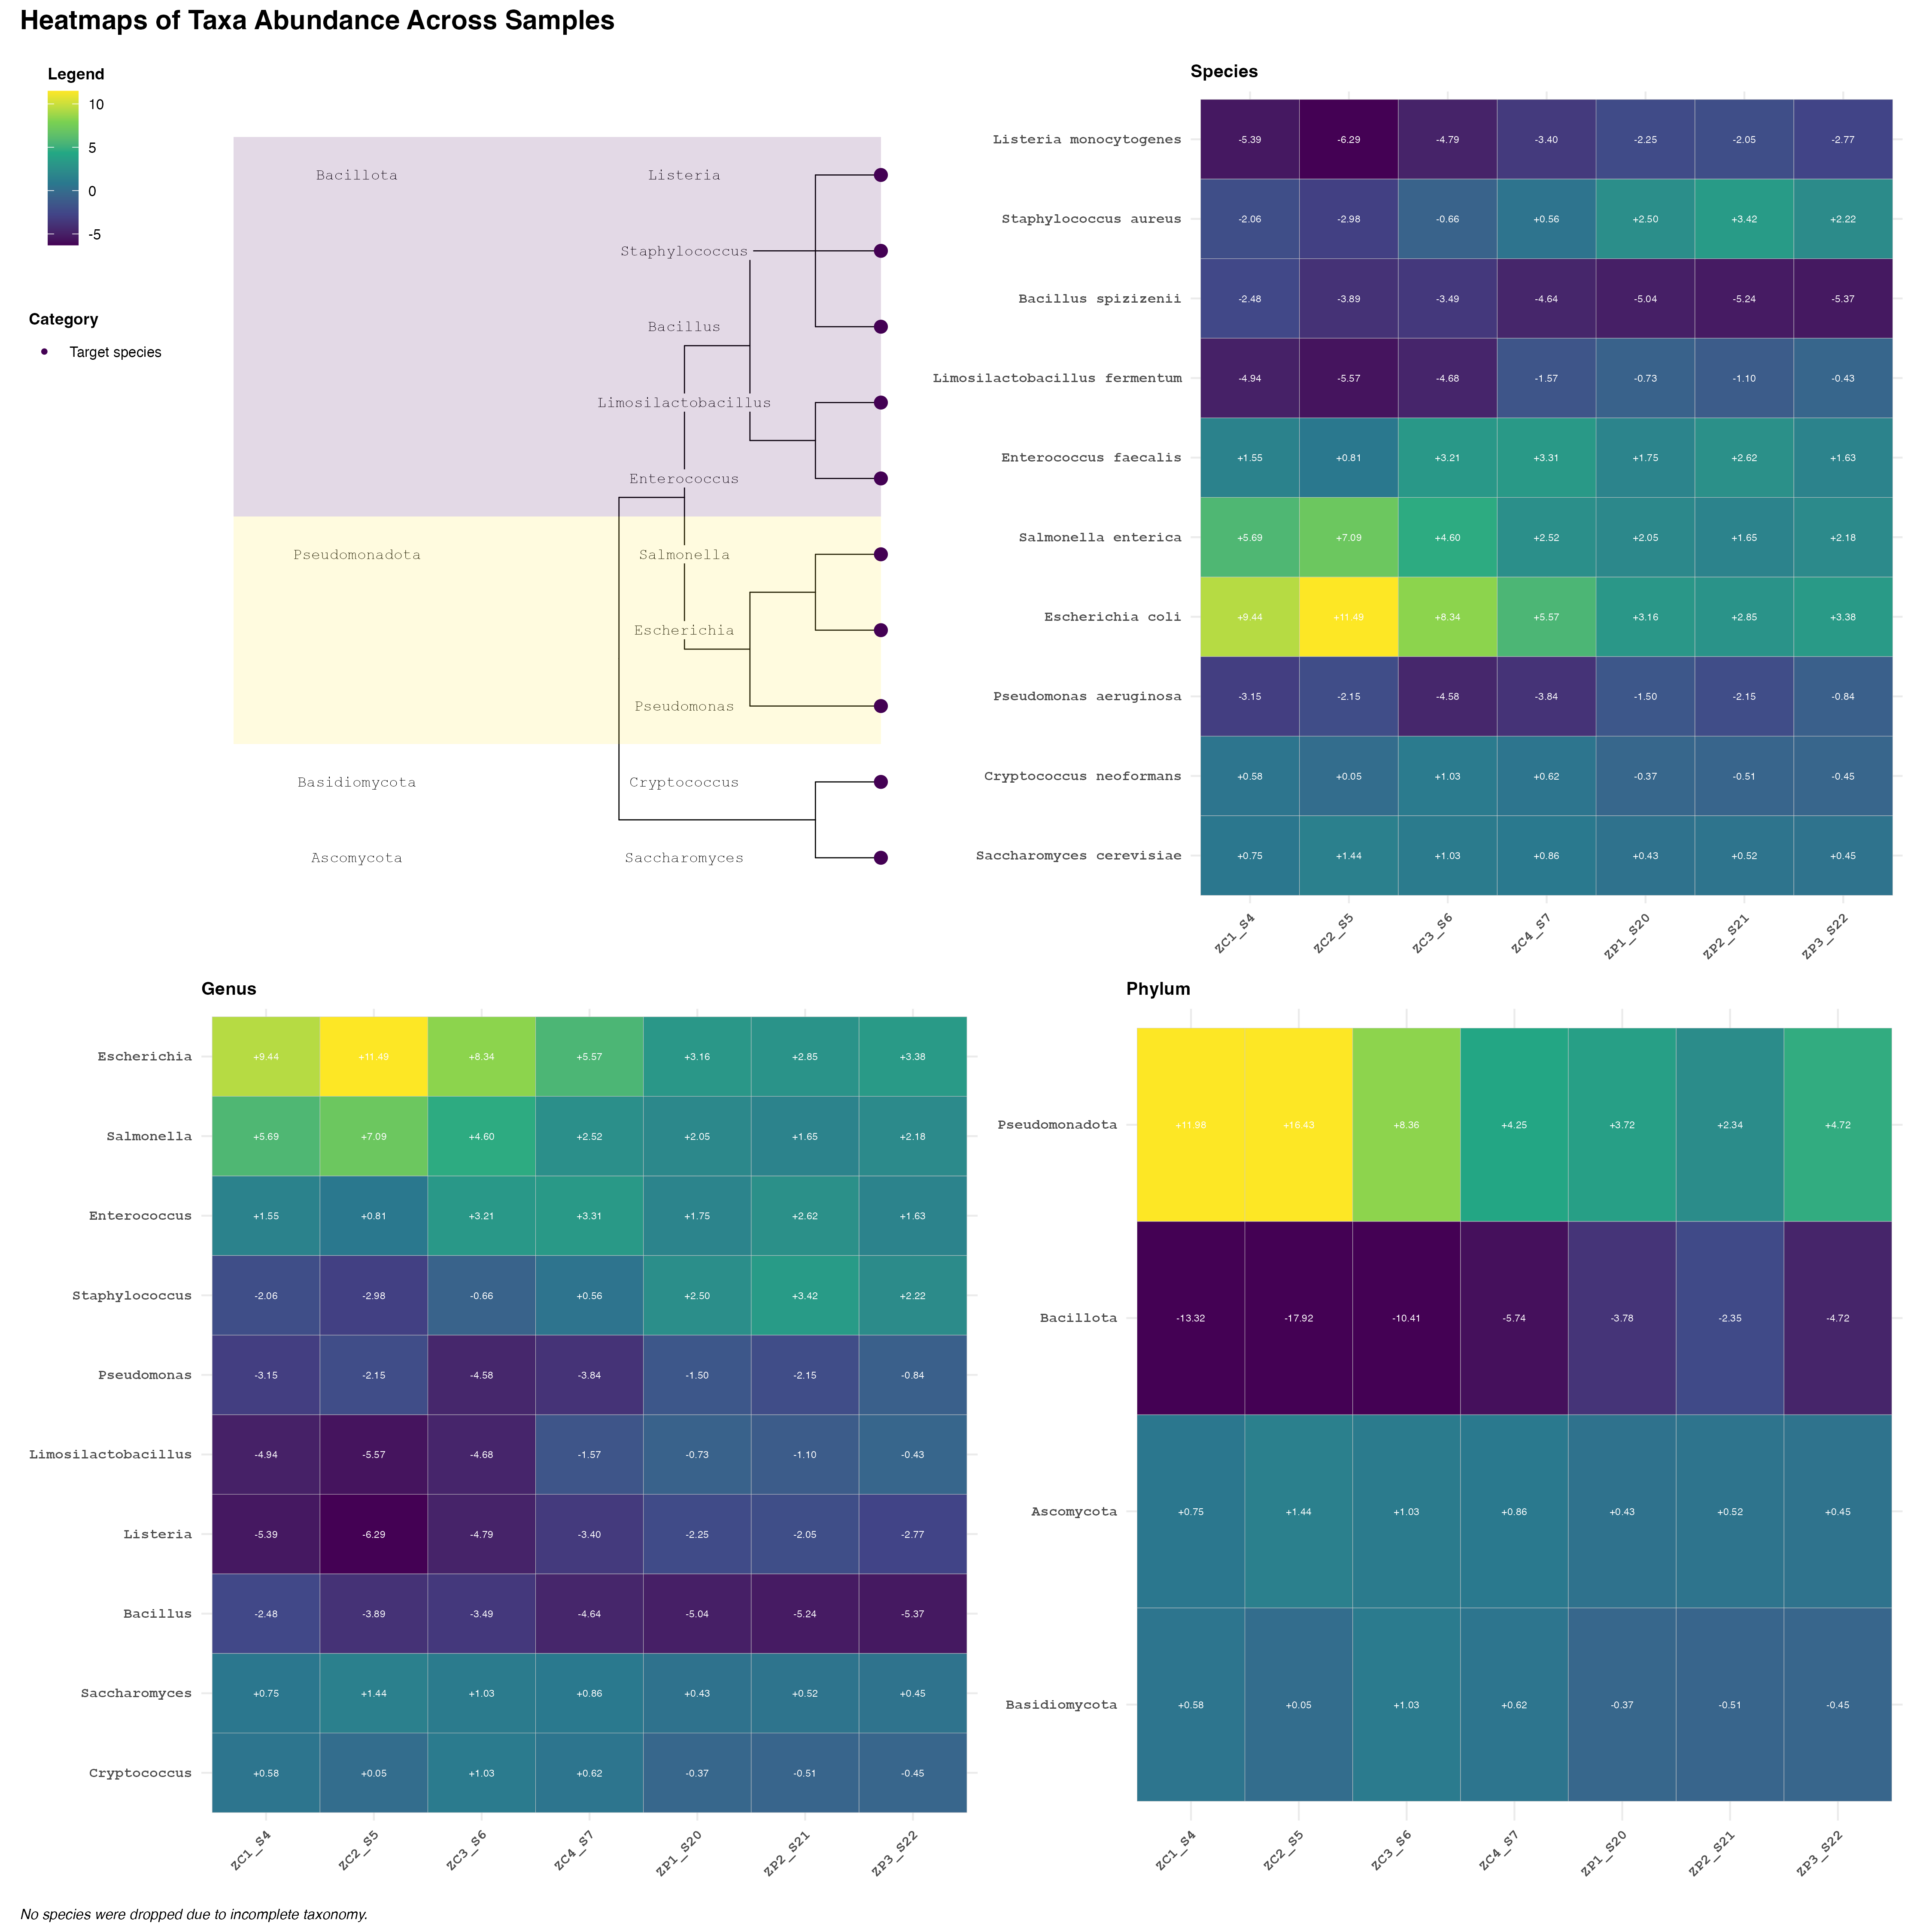 Heatmaps of Taxa Abundance Across Samples
Legend
10
5
0
-5
Category
Target species
Bacillota Listeria
Staphylococcus
Bacillus
Limosilactobacillus
Enterococcus
Pseudomonadota Salmonella
Escherichia
Pseudomonas
Basidiomycota Cryptococcus
Ascomycota Saccharomyces
Species
Listeria monocytogenes -5.39 -6.29 -4.79 -3.40 -2.25 -2.05 -2.77
Staphylococcus aureus -2.06 -2.98 -0.66 +0.56 +2.50 +3.42 +2.22
Bacillus spizizenii -2.48 -3.89 -3.49 -4.64 -5.04 -5.24 -5.37
Limosilactobacillus fermentum -4.94 -5.57 -4.68 -1.57 -0.73 -1.10 -0.43
Enterococcus faecalis +1.55 +0.81 +3.21 +3.31 +1.75 +2.62 +1.63
Salmonella enterica +5.69 +7.09 +4.60 +2.52 +2.05 +1.65 +2.18
Escherichia coli +9.44 +11.49 +8.34 +5.57 +3.16 +2.85 +3.38
Pseudomonas aeruginosa -3.15 -2.15 -4.58 -3.84 -1.50 -2.15 -0.84
Cryptococcus neoformans +0.58 +0.05 +1.03 +0.62 -0.37 -0.51 -0.45
Saccharomyces cerevisiae +0.75 +1.44 +1.03 +0.86 +0.43 +0.52 +0.45
ZC1_S4 ZC2_S5 ZC3_S6 ZC4_S7 ZP1_S20 ZP2_S21 ZP3_S22
Genus
Escherichia +9.44 +11.49 +8.34 +5.57 +3.16 +2.85 +3.38
Salmonella +5.69 +7.09 +4.60 +2.52 +2.05 +1.65 +2.18
Enterococcus +1.55 +0.81 +3.21 +3.31 +1.75 +2.62 +1.63
Staphylococcus -2.06 -2.98 -0.66 +0.56 +2.50 +3.42 +2.22
Pseudomonas -3.15 -2.15 -4.58 -3.84 -1.50 -2.15 -0.84
Limosilactobacillus -4.94 -5.57 -4.68 -1.57 -0.73 -1.10 -0.43
Listeria -5.39 -6.29 -4.79 -3.40 -2.25 -2.05 -2.77
Bacillus -2.48 -3.89 -3.49 -4.64 -5.04 -5.24 -5.37
Saccharomyces +0.75 +1.44 +1.03 +0.86 +0.43 +0.52 +0.45
Cryptococcus +0.58 +0.05 +1.03 +0.62 -0.37 -0.51 -0.45
ZC1_S4 ZC2_S5 ZC3_S6 ZC4_S7 ZP1_S20 ZP2_S21 ZP3_S22
Phylum
Pseudomonadota +11.98 +16.43 +8.36 +4.25 +3.72 +2.34 +4.72
Bacillota -13.32 -17.92 -10.41 -5.74 -3.78 -2.35 -4.72
Ascomycota +0.75 +1.44 +1.03 +0.86 +0.43 +0.52 +0.45
Basidiomycota +0.58 +0.05 +1.03 +0.62 -0.37 -0.51 -0.45
ZC1_S4 ZC2_S5 ZC3_S6 ZC4_S7 ZP1_S20 ZP2_S21 ZP3_S22
No species were dropped due to incomplete taxonomy.